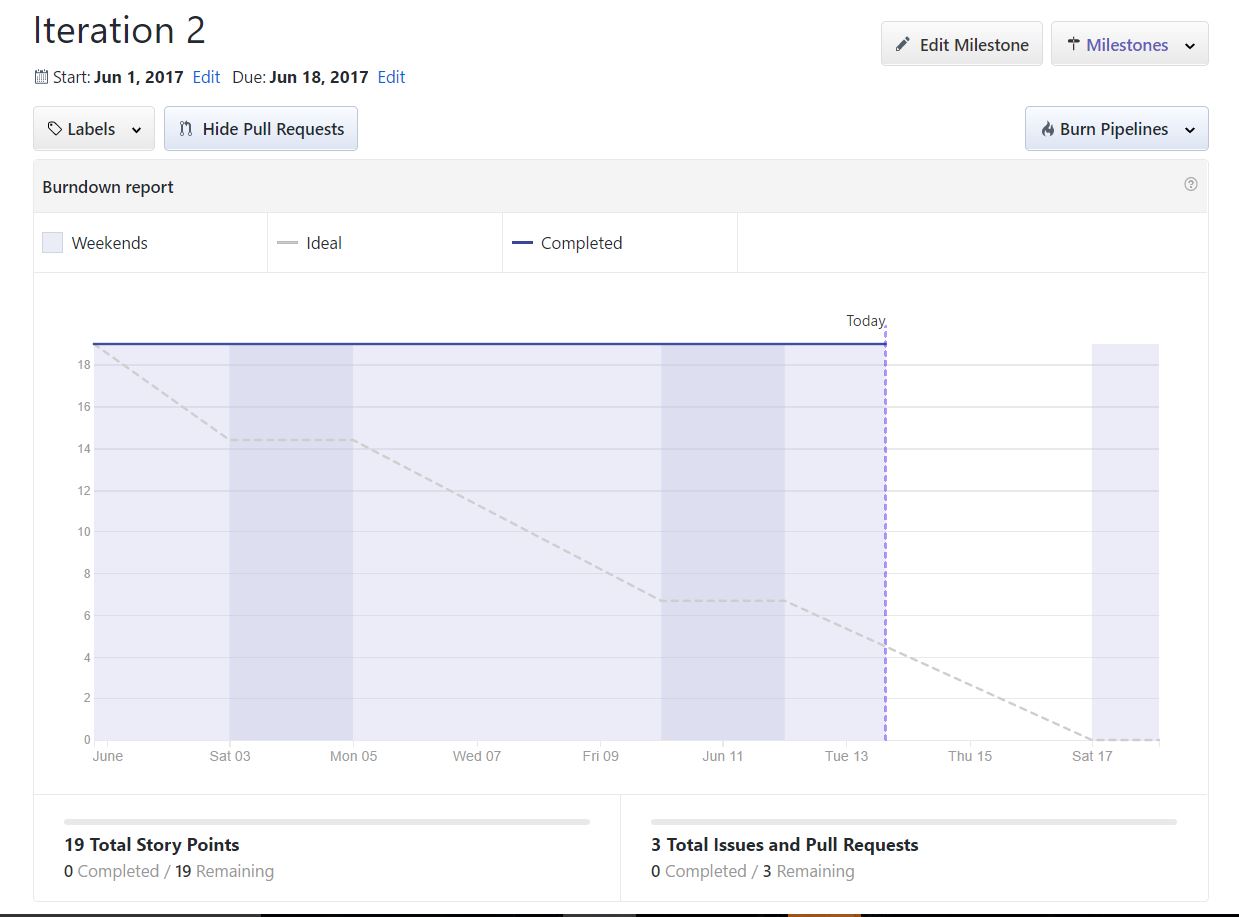 Iteration 2
Edit Milestone
Milestones
Start: Jun 1, 2017 Edit Due: Jun 18, 2017 Edit
Labels
Hide Pull Requests
Burn Pipelines
Burndown report
Weekends
Ideal
Completed
Today
18
16
14
12
10
8
6
4
2
0
June
Sat 03
Mon 05
Wed 07
Fri 09
Jun 11
Tue 13
Thu 15
Sat 17
19 Total Story Points
0 Completed / 19 Remaining
3 Total Issues and Pull Requests
0 Completed / 3 Remaining